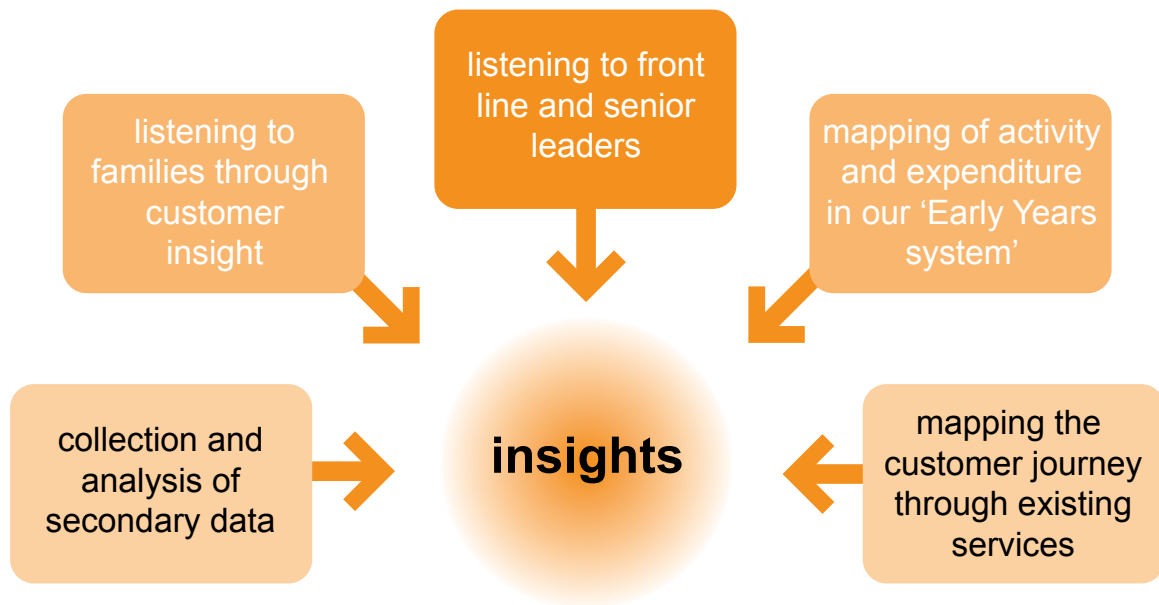 listening to front
line and senior
leaders
listening to
families through
customer
insight
mapping of activity
and expenditure
in our ‘Early Years
system’
collection and
analysis of
secondary data
insights
mapping the
customer journey
through existing
services